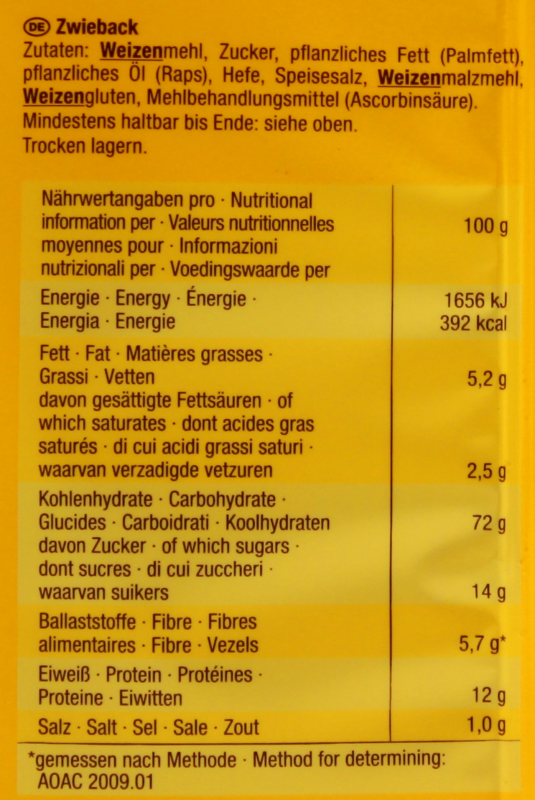 DE Zwieback
Zutaten: Weizenmehl, Zucker, pflanzliches Fett (Palmfett),
pflanzliches Öl (Raps), Hefe, Speisesalz, Weizenmalzmehl,
Weizengluten, Mehlbehandlungsmittel (Ascorbinsäure).
Mindestens haltbar bis Ende: siehe oben.
Trocken lagern.
Nährwertangaben pro · Nutritional
information per · Valeurs nutritionnelles 100 g
moyennes pour · Informazioni
nutrizionali per · Voedingswaarde per
Energie · Energy · Énergie · 1656 kJ
Energia · Energie 392 kcal
Fett · Fat · Matières grasses ·
Grassi · Vetten 5,2 g
davon gesättigte Fettsäuren · of
which saturates · dont acides gras
saturés · di cui acidi grassi saturi ·
waarvan verzadigde vetzuren 2,5 g
Kohlenhydrate · Carbohydrate ·
Glucides · Carboidrati · Koolhydraten 72 g
davon Zucker · of which sugars ·
dont sucres · di cui zuccheri ·
waarvan suikers 14 g
Ballaststoffe · Fibre · Fibres
alimentaires · Fibre · Vezels 5,7 g*
Eiweiß · Protein · Protéines ·
Proteine · Eiwitten 12 g
Salz · Salt · Sel · Sale · Zout 1,0 g
*gemessen nach Methode · Method for determining:
AOAC 2009.01